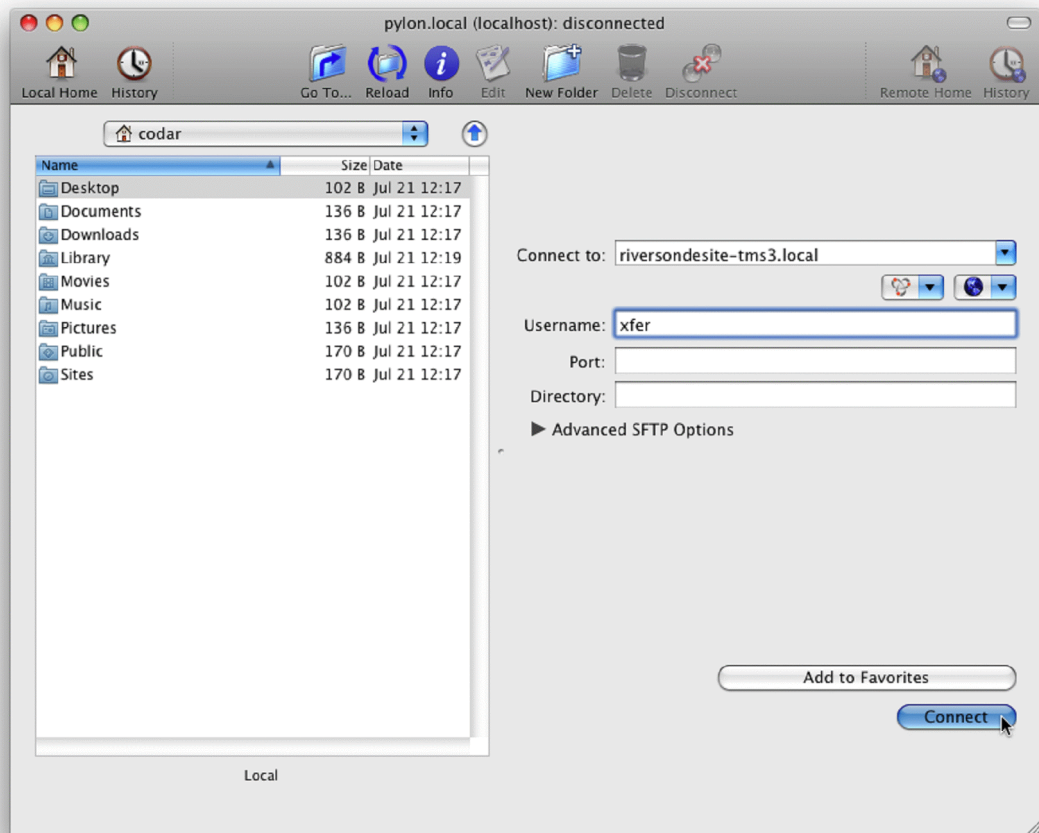 pylon.local (localhost): disconnected
Local Home History Go To... Reload Info Edit New Folder Delete Disconnect Remote Home History
codar
Name Size Date
Desktop 102 B Jul 21 12:17
Documents 136 B Jul 21 12:17
Downloads 136 B Jul 21 12:17
Library 884 B Jul 21 12:19
Movies 102 B Jul 21 12:17
Music 102 B Jul 21 12:17
Pictures 136 B Jul 21 12:17
Public 170 B Jul 21 12:17
Sites 170 B Jul 21 12:17
Local
Connect to: riversondesite-tms3.local
Username: xfer
Port:
Directory:
Advanced SFTP Options
Add to Favorites
Connect